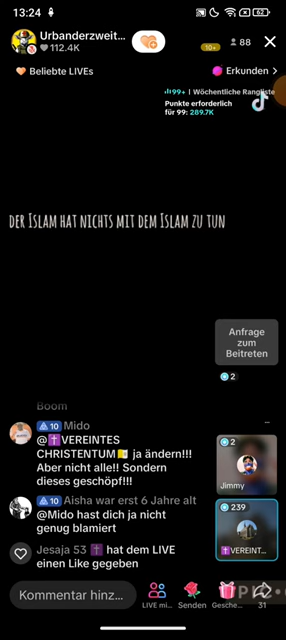 13:24
62
Urbanderzweit...
112.4K
10+
88
Beliebte LIVEs
Erkunden >
99+ | Wöchentliche Rangliste
Punkte erforderlich
für 99: 289.7K
der Islam hat nichts mit dem Islam zu tun
Anfrage
zum
Beitreten
2
Boom
10 Mido
@✝️VEREINTES
CHRISTENTUM🇻🇦 ja ändern!!!
Aber nicht alle!! Sondern
dieses geschöpf!!!
10 Aisha war erst 6 Jahre alt
@Mido hast dich ja nicht
genug blamiert
Jesaja 53 ✝️ hat dem LIVE
einen Like gegeben
2
Jimmy
239
✝️VEREINT...
Kommentar hinz...
LIVE mi...
Senden
Gesche...
31